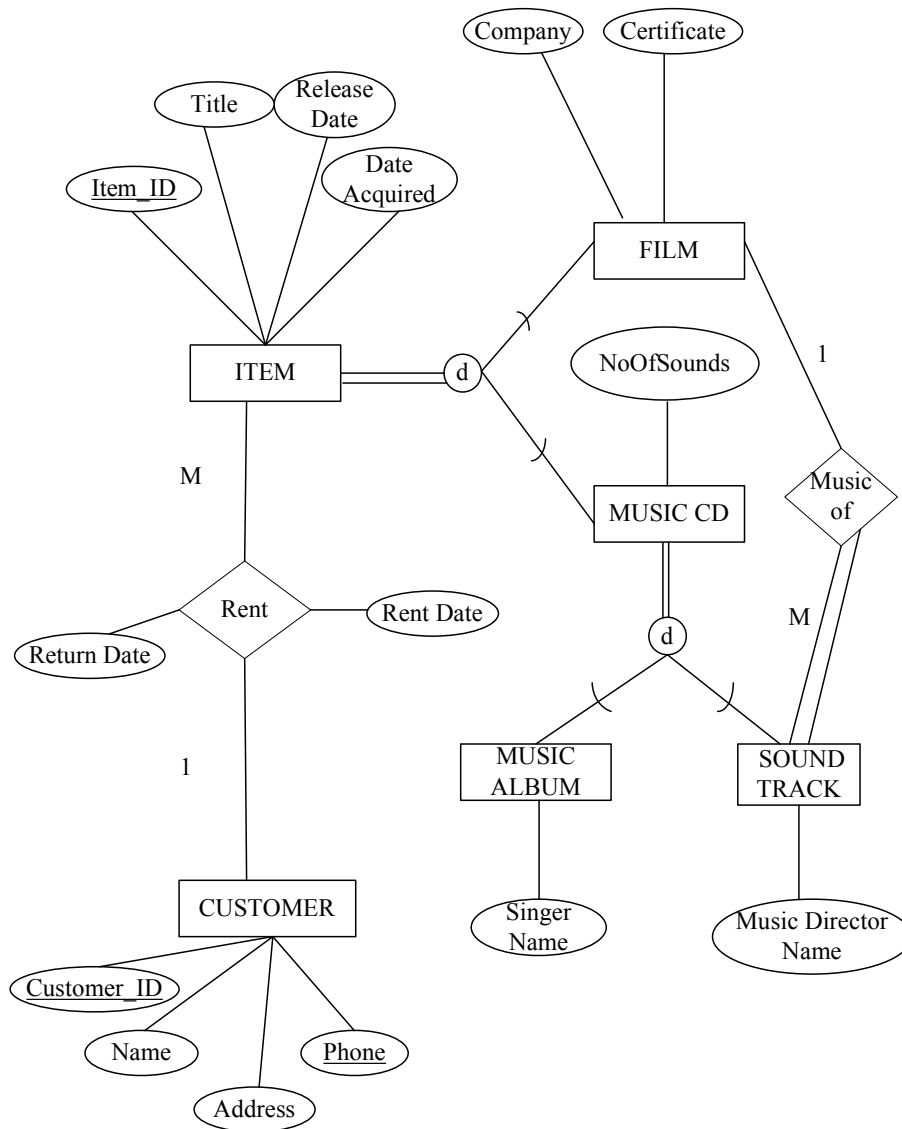 Company
Certificate
Title
Release
Date
Item_ID
Date
Acquired
FILM
ITEM
d
NoOfSounds
1
M
MUSIC CD
Music
of
Rent
Rent Date
Return Date
d
M
MUSIC
ALBUM
SOUND
TRACK
1
CUSTOMER
Singer
Name
Music Director
Name
Customer_ID
Name
Phone
Address